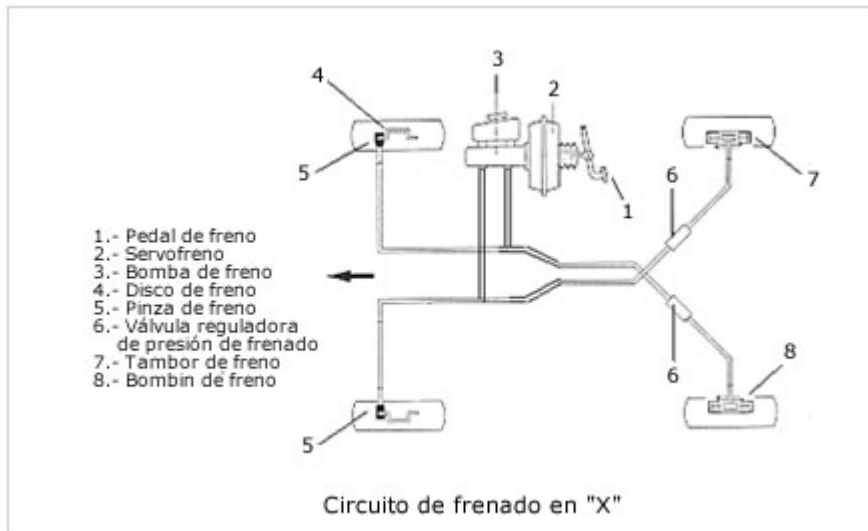 3
4
2
5
6
7
1
1.- Pedal de freno
2.- Servofreno
3.- Bomba de freno
4.- Disco de freno
5.- Pinza de freno
6.- Válvula reguladora
de presión de frenado
7.- Tambor de freno
8.- Bombin de freno
6
8
5
Circuito de frenado en "X"